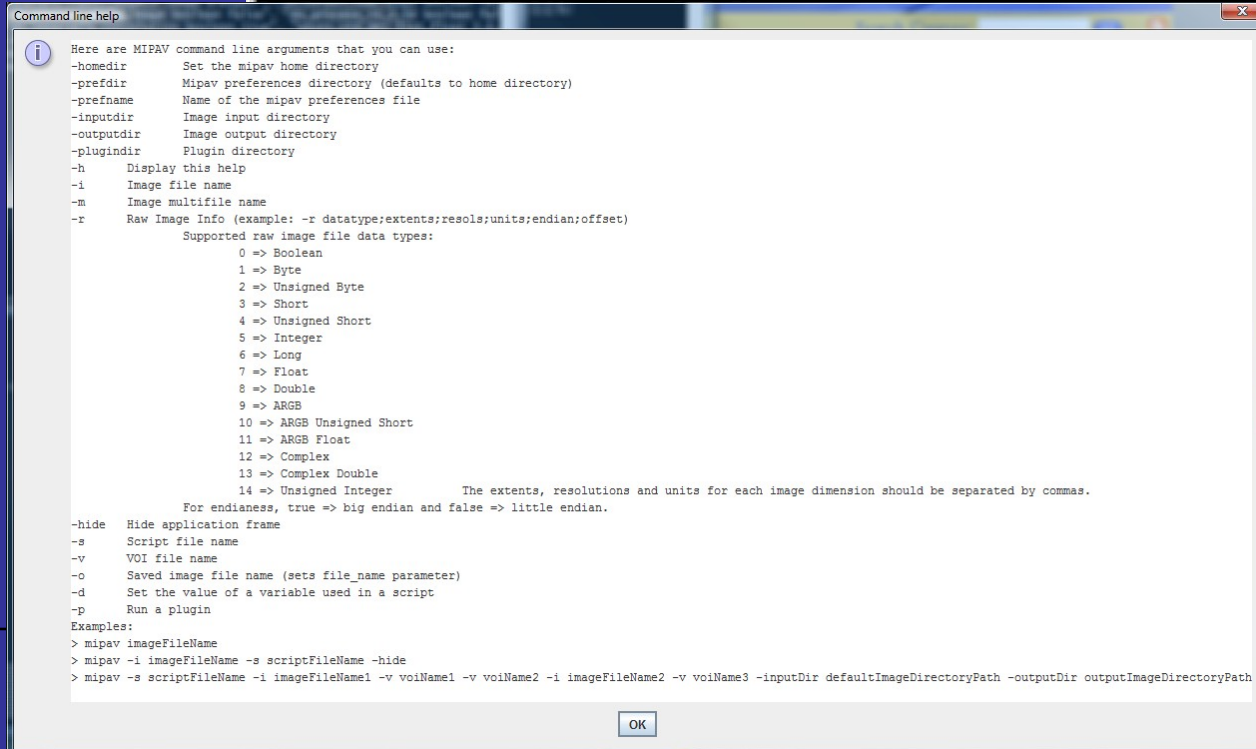 Command line help
Here are MIPAV command line arguments that you can use:
-homedir Set the mipav home directory
-prefdir Mipav preferences directory (defaults to home directory)
-prefname Name of the mipav preferences file
-inputdir Image input directory
-outputdir Image output directory
-plugindir Plugin directory
-h Display this help
-i Image file name
-m Image multifile name
-r Raw Image Info (example: -r datatype;extents;resols;units;endian;offset)
Supported raw image file data types:
0 => Boolean
1 => Byte
2 => Unsigned Byte
3 => Short
4 => Unsigned Short
5 => Integer
6 => Long
7 => Float
8 => Double
9 => ARGB
10 => ARGB Unsigned Short
11 => ARGB Float
12 => Complex
13 => Complex Double
14 => Unsigned Integer The extents, resolutions and units for each image dimension should be separated by commas.
For endianess, true => big endian and false => little endian.
-hide Hide application frame
-s Script file name
-v VOI file name
-o Saved image file name (sets file_name parameter)
-d Set the value of a variable used in a script
-p Run a plugin
Examples:
> mipav imageFileName
> mipav -i imageFileName -s scriptFileName -hide
> mipav -s scriptFileName -i imageFileName1 -v voiName1 -v voiName2 -i imageFileName2 -v voiName3 -inputDir defaultImageDirectoryPath -outputDir outputImageDirectoryPath
OK